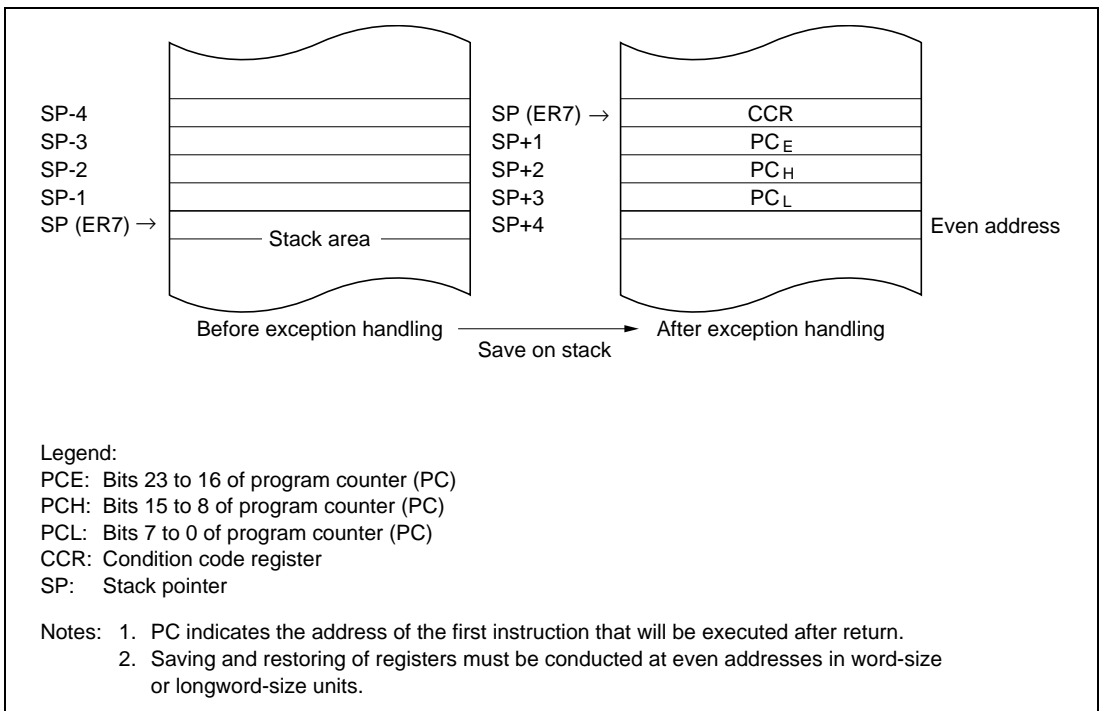 SP-4
SP-3
SP-2
SP-1
SP (ER7) →
Stack area
SP (ER7) → CCR
SP+1 PC E
SP+2 PC H
SP+3 PC L
SP+4
Even address
Before exception handling
Save on stack
After exception handling
Legend:
PCE: Bits 23 to 16 of program counter (PC)
PCH: Bits 15 to 8 of program counter (PC)
PCL: Bits 7 to 0 of program counter (PC)
CCR: Condition code register
SP: Stack pointer
Notes: 1. PC indicates the address of the first instruction that will be executed after return.
2. Saving and restoring of registers must be conducted at even addresses in word-size
or longword-size units.